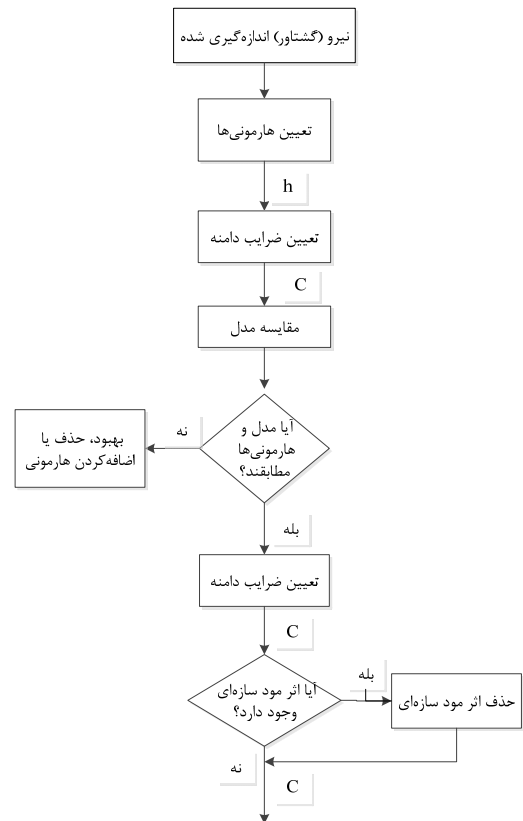 نیرو (گشتاور) اندازه‌گیری شده
تعیین هارمونی‌ها
h
تعیین ضرایب دامنه
C
مقایسه مدل
آیا مدل و
هارمونی‌ها
مطابقند؟
نه
بهبود، حذف یا
اضافه‌کردن هارمونی
بله
تعیین ضرایب دامنه
C
آیا اثر مود سازه‌ای
وجود دارد؟
بله
حذف اثر مود سازه‌ای
نه
C